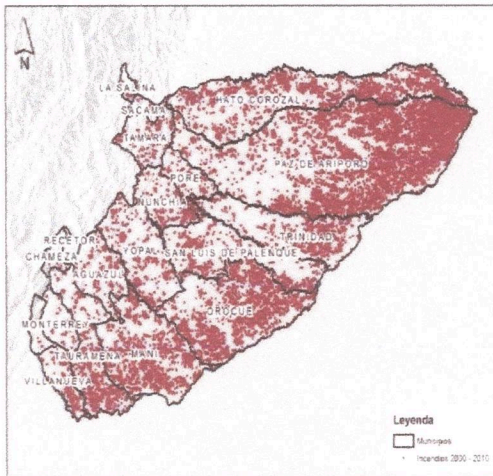 N
LA SALINA
HATO COROZAL
SACAMA
TAMARA
PAZ DE ARIPORO
PORE
NUNCHIA
TRINIDAD
RECETOR
YOPAL
SAN LUIS DE PALENQUE
CHAMEZA
AGUAZUL
OROCUE
MONTERREY
MANI
TAURAMENA
VILLANUEVA
Leyenda
Municipios
Incendios 2000 - 2010